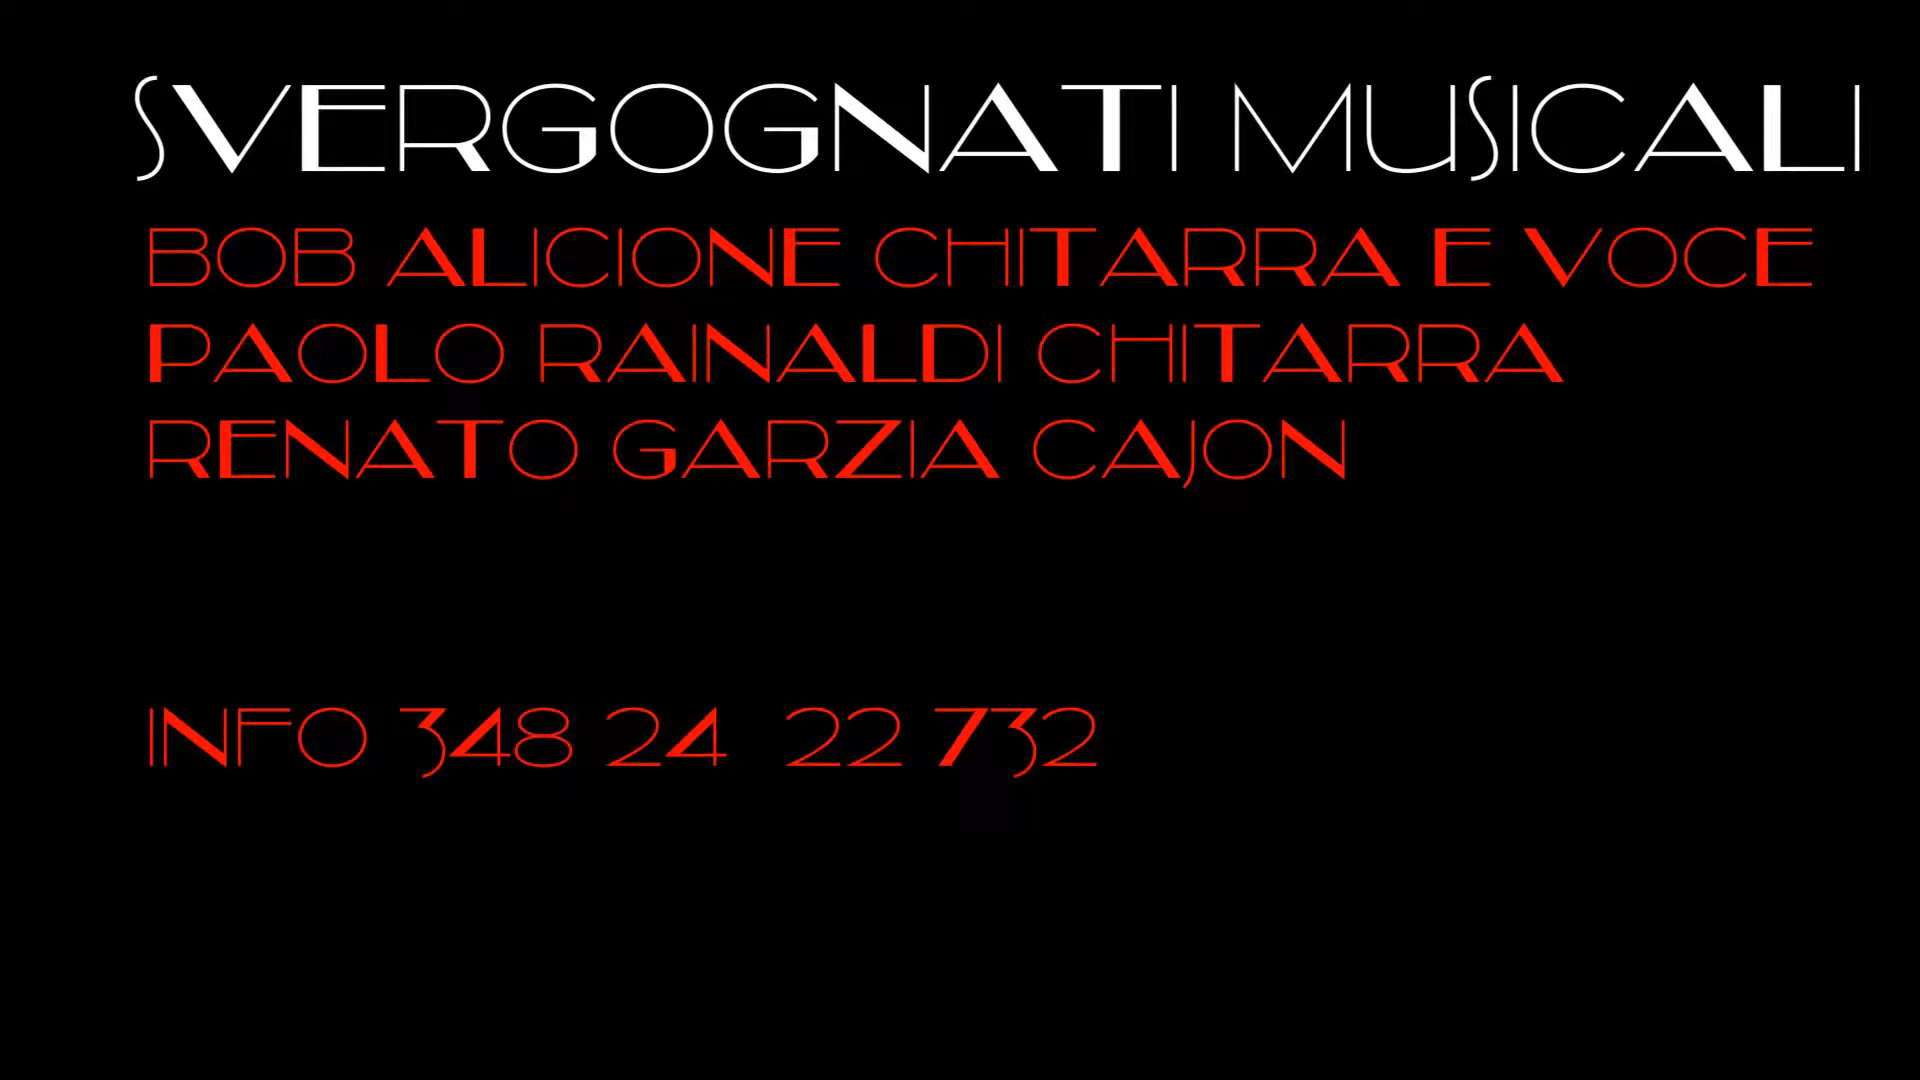 SVERGOGNATI MUSICALI
BOB ALICIONE CHITARRA E VOCE
PAOLO RAINALDI CHITARRA
RENATO GARZIA CAJON
INFO 348 24  22 732